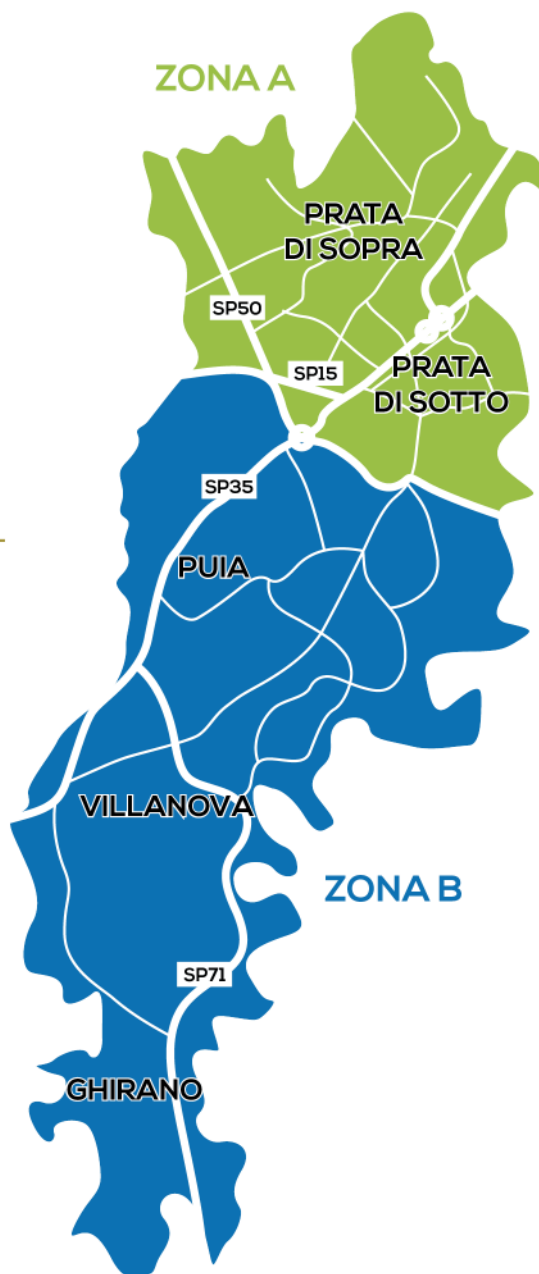 ZONA A
PRATA
DI SOPRA
SP50
SP15
PRATA
DI SOTTO
SP35
PUIA
VILLANOVA
ZONA B
SP71
GHIRANO